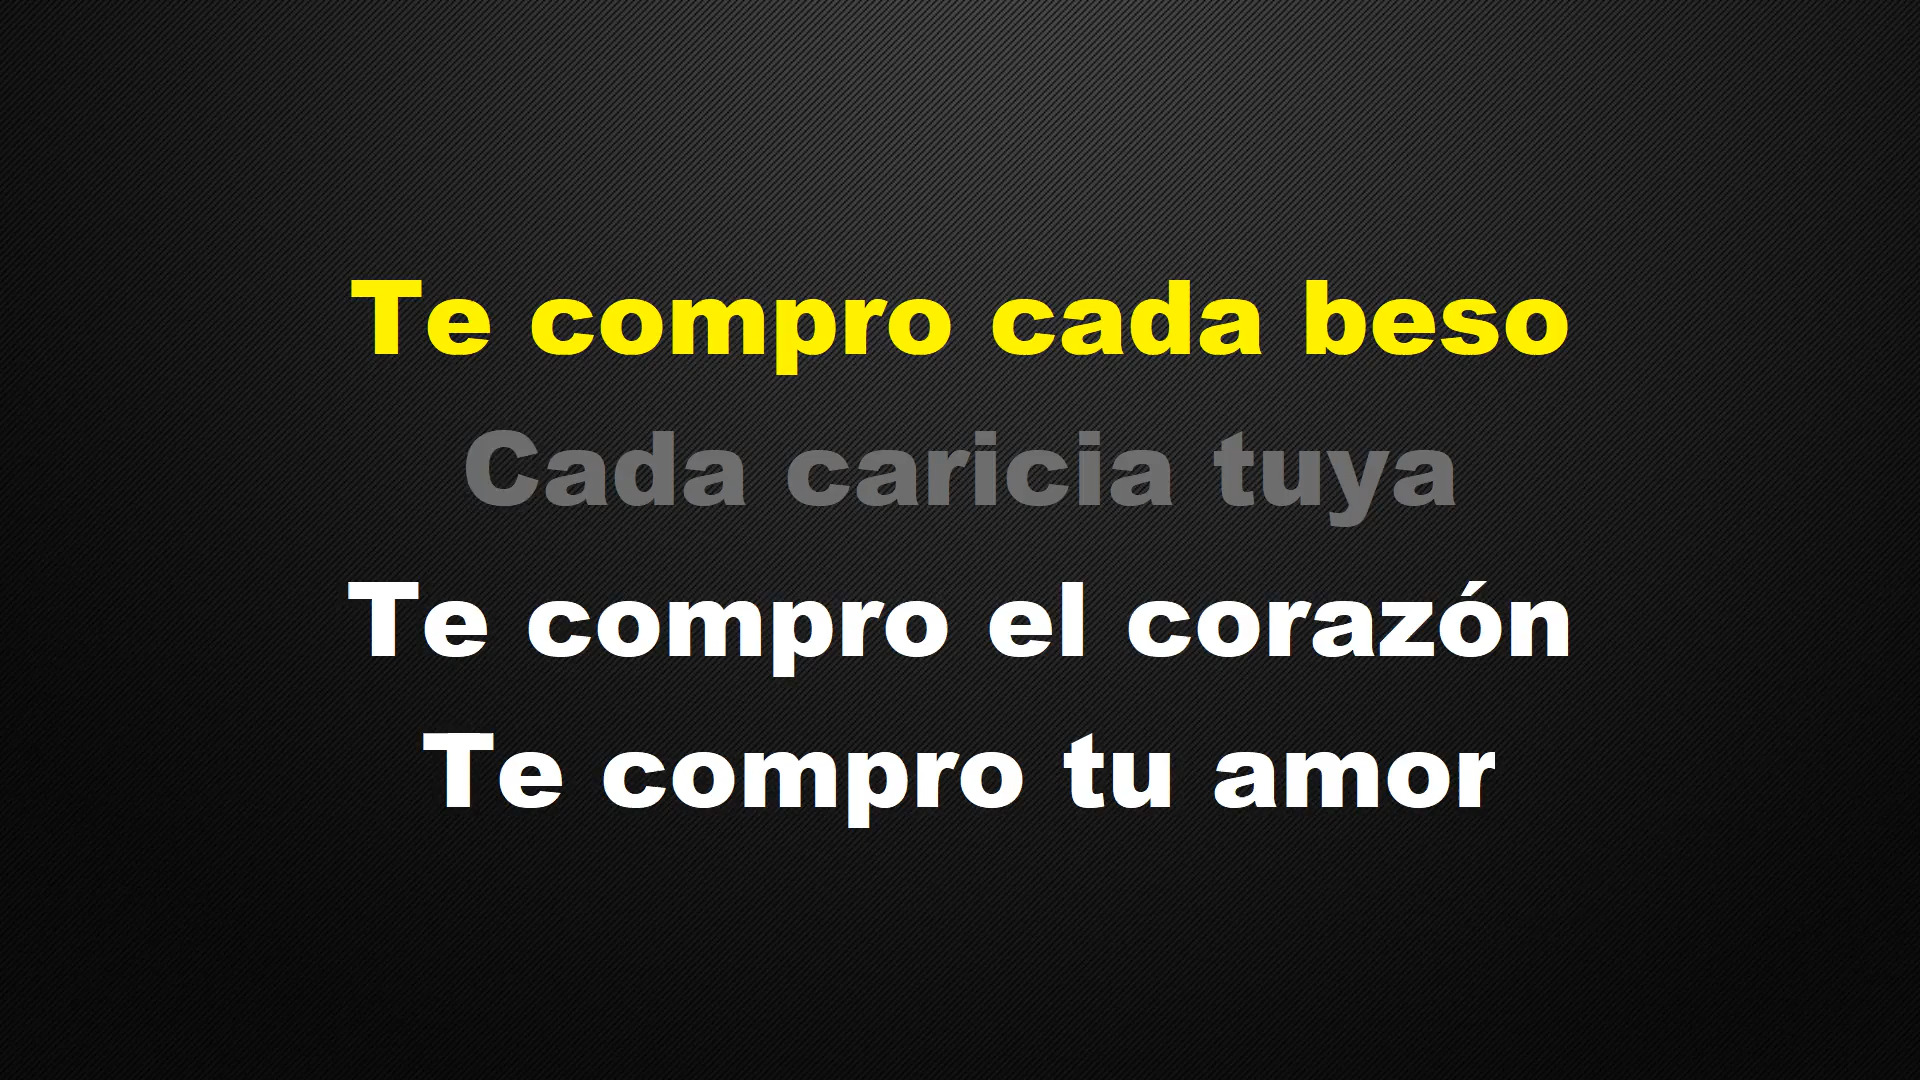 Te compro cada beso
Cada caricia tuya
Te compro el corazón
Te compro tu amor